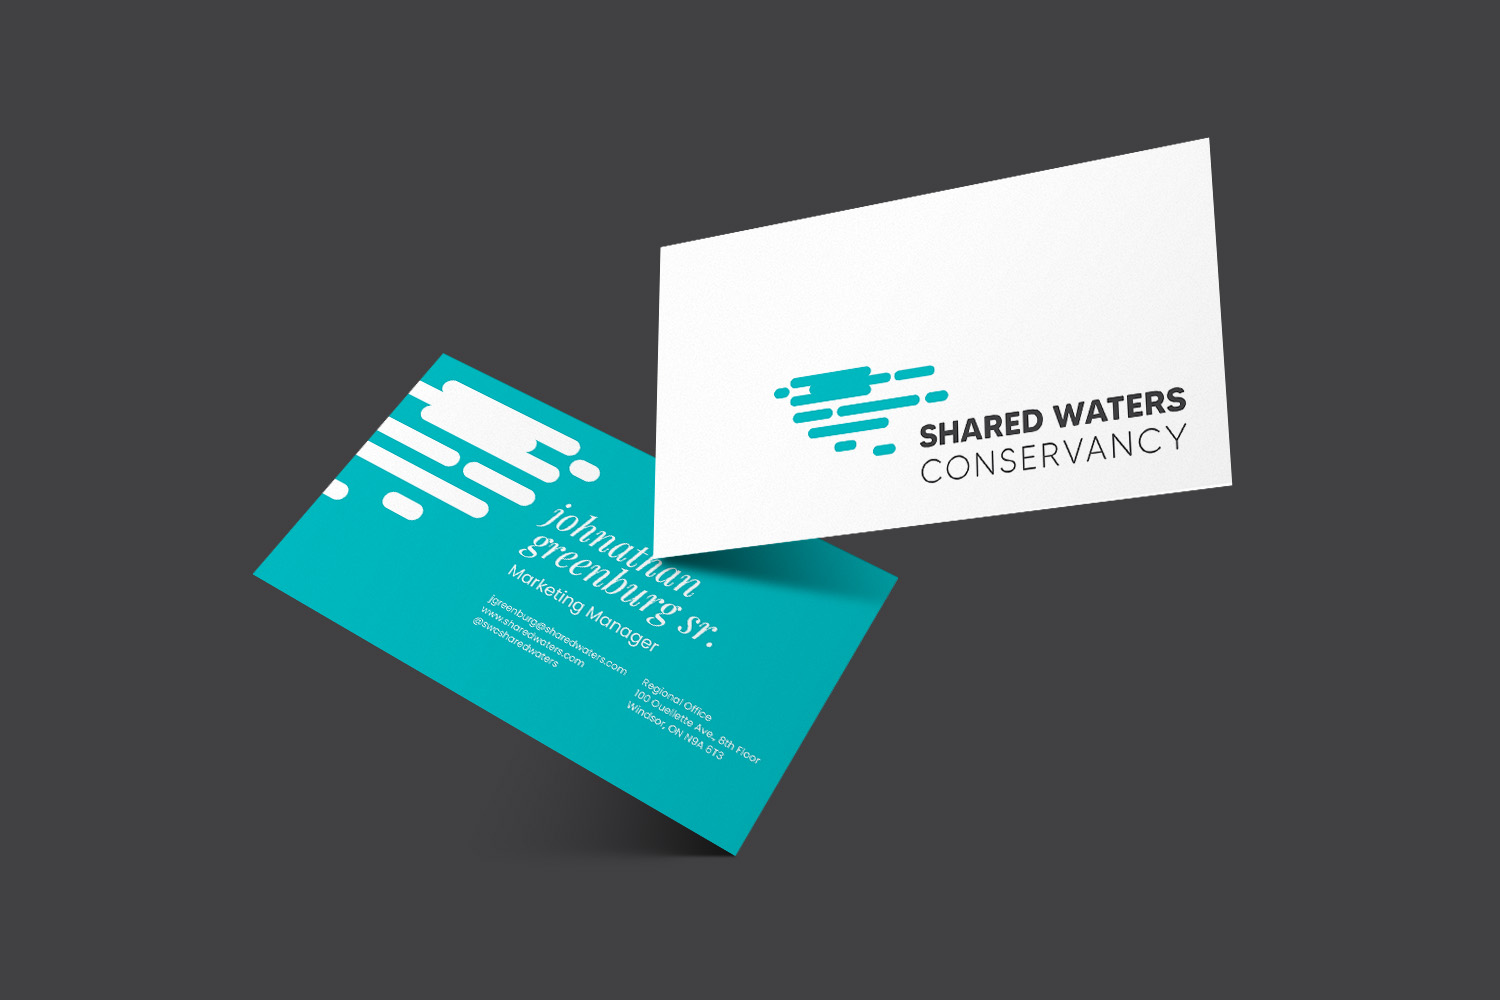 SHARED WATERS
CONSERVANCY
johnathan
greenburg sr.
Marketing Manager
jgreenburg@sharedwaters.com
www.sharedwaters.com
@swcsharedwaters
Regional Office
100 Ouellette Ave., 8th Floor
Windsor, ON N9A 6T3